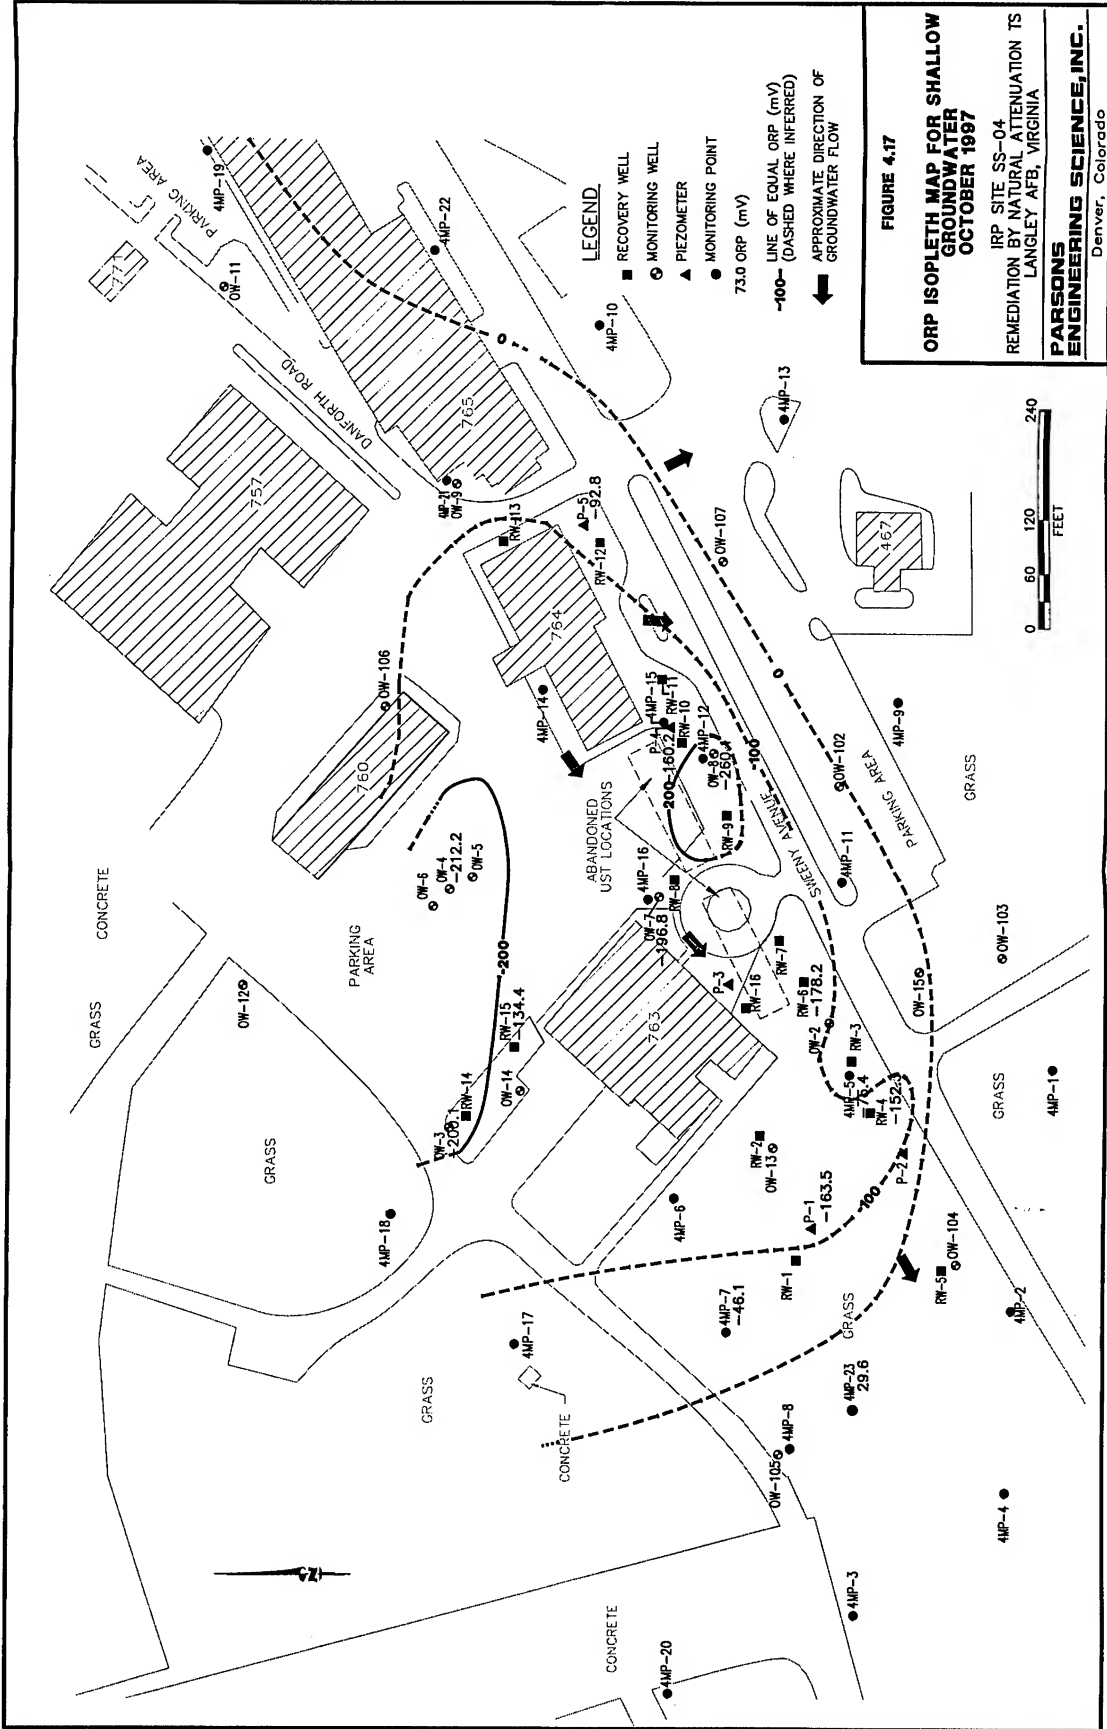 PARKING AREA
4MP-19
771
OW-11
4MP-22
DANFORTH ROAD
757
765
4MP-21
OW-9
RW-13
P-5
-92.8
RW-12
764
4MP-10
0
4MP-13
OW-107
467
OW-106
760
4MP-14
4MP-15
RW-11
P-4
-160.2
RW-10
4MP-12
OW-8
-200
RW-9
-100
0
OW-102
4MP-9
PARKING AREA
GRASS
SWEENY AVENUE
4MP-11
ABANDONED
UST LOCATIONS
4MP-16
RW-8
OW-7
-196.8
OW-6
OW-4
-212.2
OW-5
CONCRETE
PARKING
AREA
GRASS
OW-12
-200
RW-15
-134.4
RW-14
OW-14
OW-3
763
P-3
RW-16
RW-7
RW-6
-178.2
OW-2
RW-3
4MP-5
RW-4
OW-15
OW-103
GRASS
4MP-1
GRASS
4MP-18
RW-2
OW-13
4MP-6
P-1
-163.5
P-2
-100
RW-1
4MP-7
-46.1
GRASS
RW-5
OW-104
4MP-2
4MP-17
GRASS
CONCRETE
4MP-23
29.6
OW-105
4MP-8
4MP-4
4MP-3
CONCRETE
4MP-20
LEGEND
RECOVERY WELL
MONITORING WELL
PIEZOMETER
MONITORING POINT
73.0 ORP (mV)
-100 LINE OF EQUAL ORP (mV)
(DASHED WHERE INFERRED)
APPROXIMATE DIRECTION OF
GROUNDWATER FLOW
0 60 120 240
FEET
FIGURE 4.17
ORP ISOPLETH MAP FOR SHALLOW
GROUNDWATER
OCTOBER 1997
IRP SITE SS-04
REMEDIATION BY NATURAL ATTENUATION TS
LANGLEY AFB, VIRGINIA
PARSONS
ENGINEERING SCIENCE, INC.
Denver, Colorado